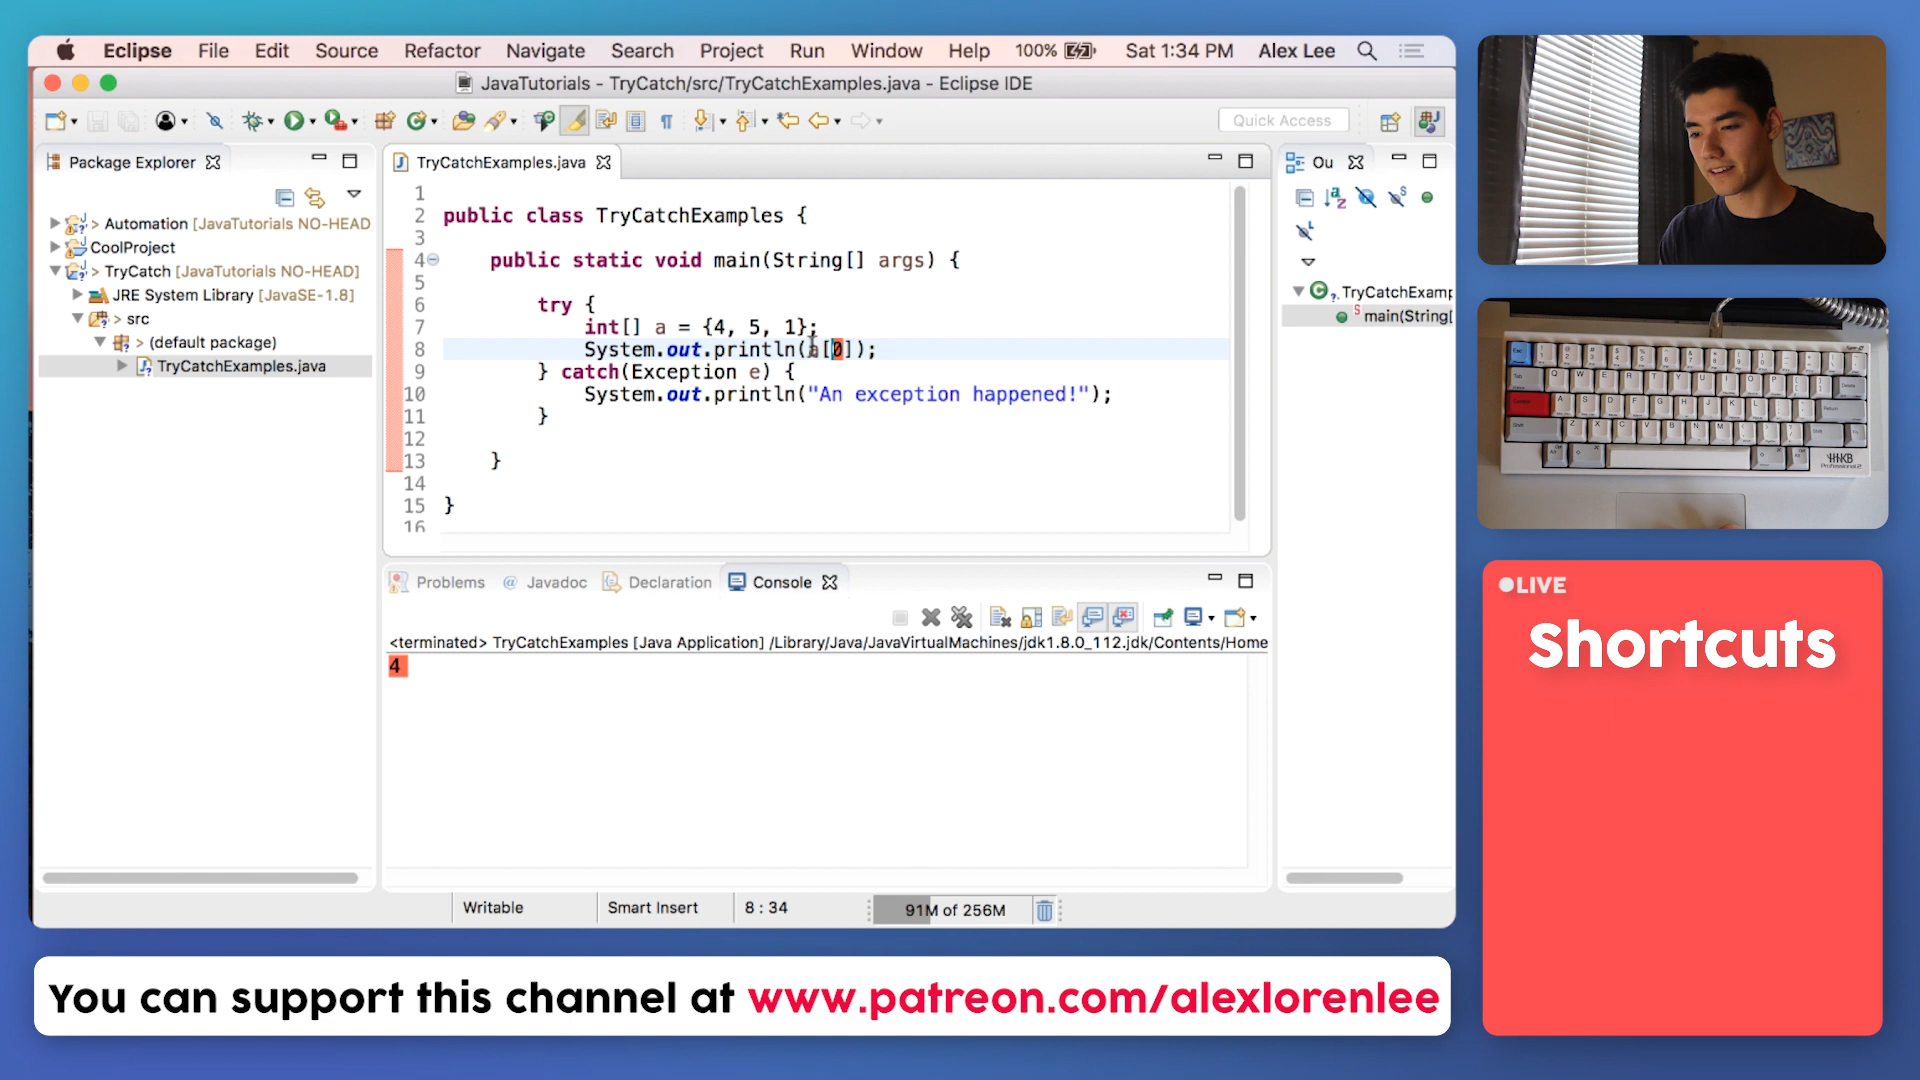 Eclipse File Edit Source Refactor Navigate Search Project Run Window Help 100% Sat 1:34 PM Alex Lee
JavaTutorials - TryCatch/src/TryCatchExamples.java - Eclipse IDE
Quick Access
Package Explorer
> Automation [JavaTutorials NO-HEAD
CoolProject
> TryCatch [JavaTutorials NO-HEAD]
JRE System Library [JavaSE-1.8]
> src
> (default package)
TryCatchExamples.java
TryCatchExamples.java
1
2 public class TryCatchExamples {
3
4 public static void main(String[] args) {
5
6 try {
7 int[] a = {4, 5, 1};
8 System.out.println(a[0]);
9 } catch(Exception e) {
10 System.out.println("An exception happened!");
11 }
12
13 }
14
15 }
16
Ou
TryCatchExamp
main(String[
Problems Javadoc Declaration Console
<terminated> TryCatchExamples [Java Application] /Library/Java/JavaVirtualMachines/jdk1.8.0_112.jdk/Contents/Home
4
Writable Smart Insert 8 : 34 91M of 256M
HHKB
Professional 2
LIVE
Shortcuts
You can support this channel at www.patreon.com/alexlorenlee